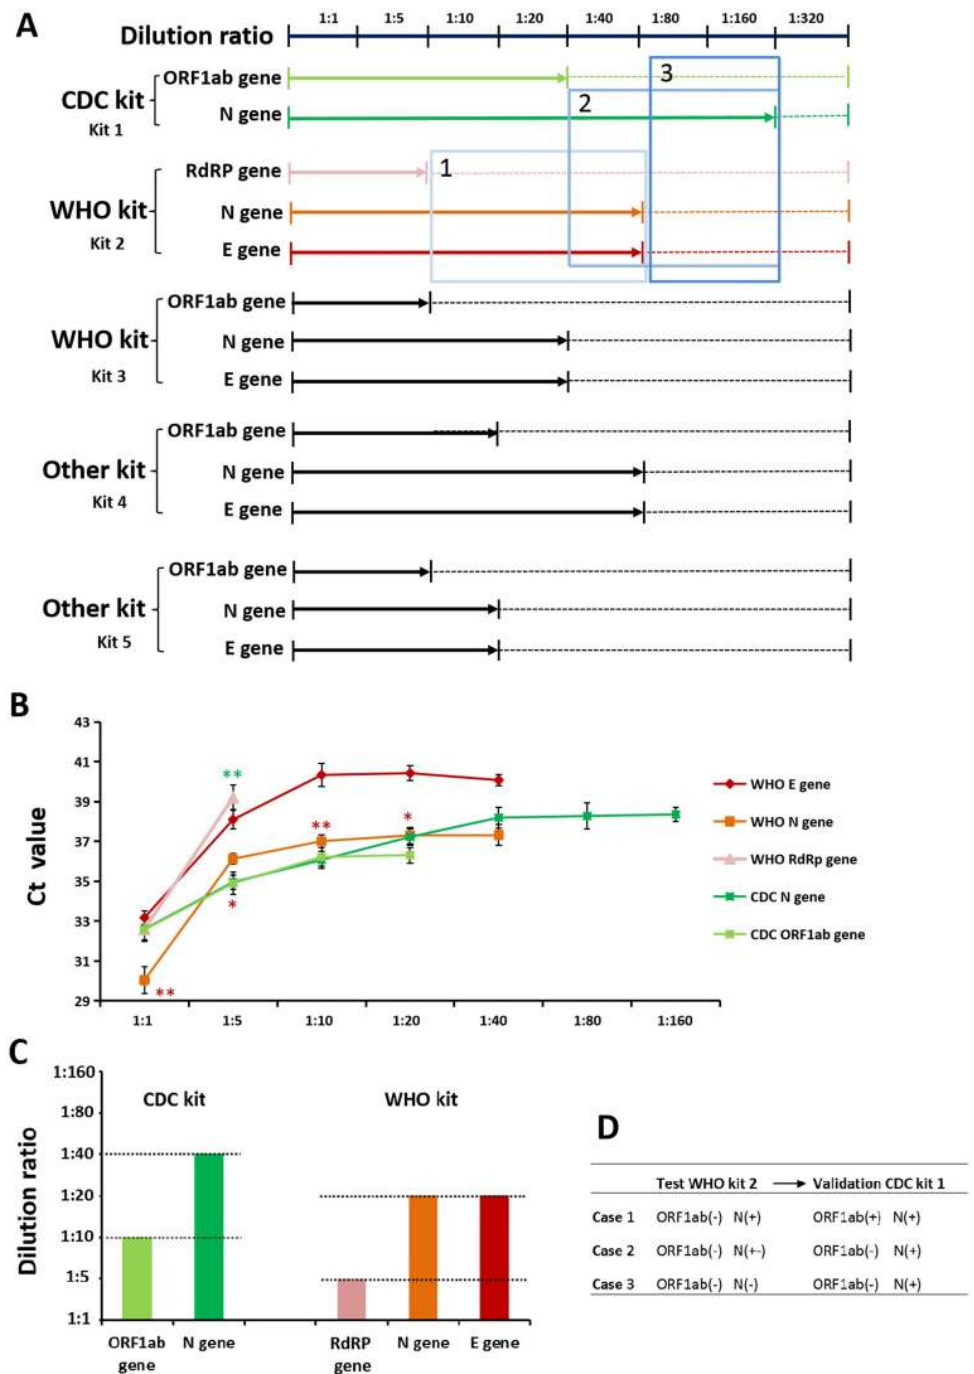 A
Dilution ratio
1:1 1:5 1:10 1:20 1:40 1:80 1:160 1:320
CDC kit
Kit 1
ORF1ab gene
N gene
3
2
WHO kit
Kit 2
RdRP gene
N gene
E gene
1
WHO kit
Kit 3
ORF1ab gene
N gene
E gene
Other kit
Kit 4
ORF1ab gene
N gene
E gene
Other kit
Kit 5
ORF1ab gene
N gene
E gene
B
Ct value
43
41
39
37
35
33
31
29
**
**
*
*
**
1:1 1:5 1:10 1:20 1:40 1:80 1:160
WHO E gene
WHO N gene
WHO RdRp gene
CDC N gene
CDC ORF1ab gene
C
Dilution ratio
1:160
1:80
1:40
1:20
1:10
1:5
1:1
CDC kit
WHO kit
ORF1ab
gene
N gene
RdRP
gene
N gene
E gene
D
Test WHO kit 2 → Validation CDC kit 1
Case 1 ORF1ab(-) N(+) ORF1ab(+) N(+)
Case 2 ORF1ab(-) N(+-) ORF1ab(-) N(+)
Case 3 ORF1ab(-) N(-) ORF1ab(-) N(+)